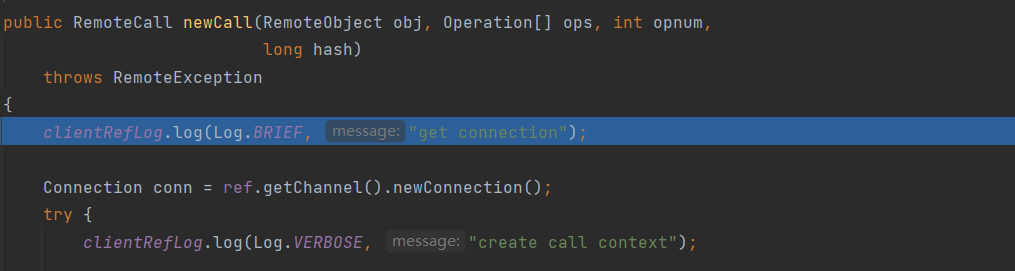 public RemoteCall newCall(RemoteObject obj, Operation[] ops, int opnum,
long hash)
throws RemoteException
{
clientRefLog.log(Log.BRIEF, message: "get connection");
Connection conn = ref.getChannel().newConnection();
try {
clientRefLog.log(Log.VERBOSE, message: "create call context");